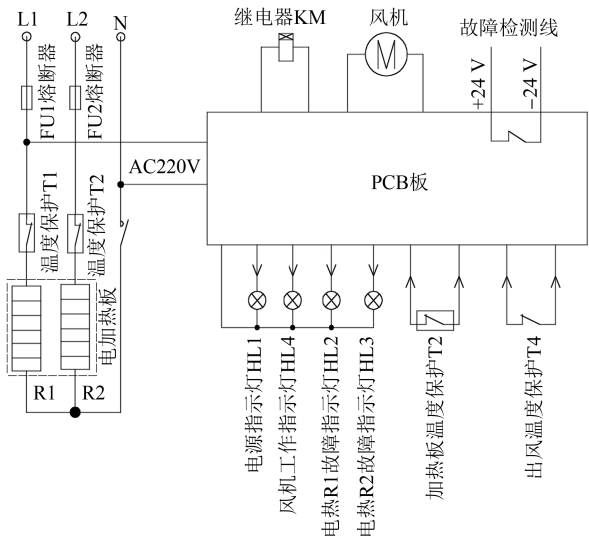 L1
L2
N
继电器KM
风机
M
故障检测线
+24 V
-24 V
FU1熔断器
FU2熔断器
AC220V
PCB板
温度保护T1
温度保护T2
电加热板
R1
R2
电源指示灯HL1
风机工作指示灯HL4
电热R1故障指示灯HL2
电热R2故障指示灯HL3
加热板温度保护T2
出风温度保护T4